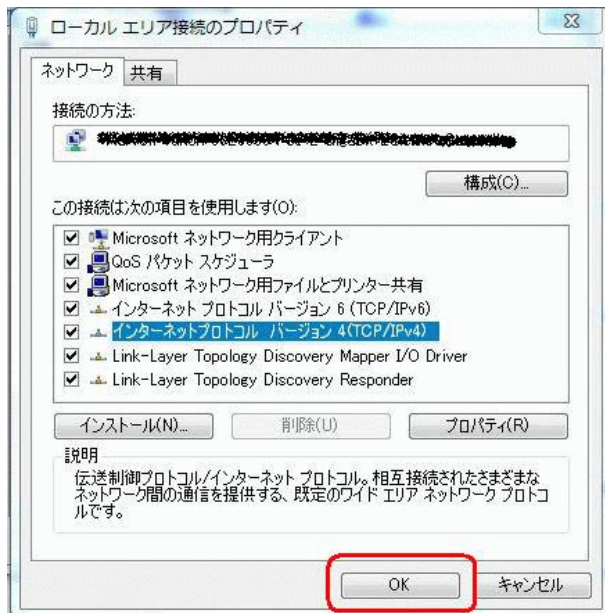 ローカル エリア接続のプロパティ
ネットワーク 共有
接続の方法:
構成(C)...
この接続は次の項目を使用します(O):
Microsoft ネットワーク用クライアント
QoS パケット スケジューラ
Microsoft ネットワーク用ファイルとプリンター共有
インターネット プロトコル バージョン 6 (TCP/IPv6)
インターネットプロトコル バージョン 4(TCP/IPv4)
Link-Layer Topology Discovery Mapper I/O Driver
Link-Layer Topology Discovery Responder
インストール(N)... 削除(U) プロパティ(R)
説明
伝送制御プロトコル/インターネット プロトコル。相互接続されたさまざまな
ネットワーク間の通信を提供する、既定のワイド エリア ネットワーク プロトコ
ルです。
OK キャンセル